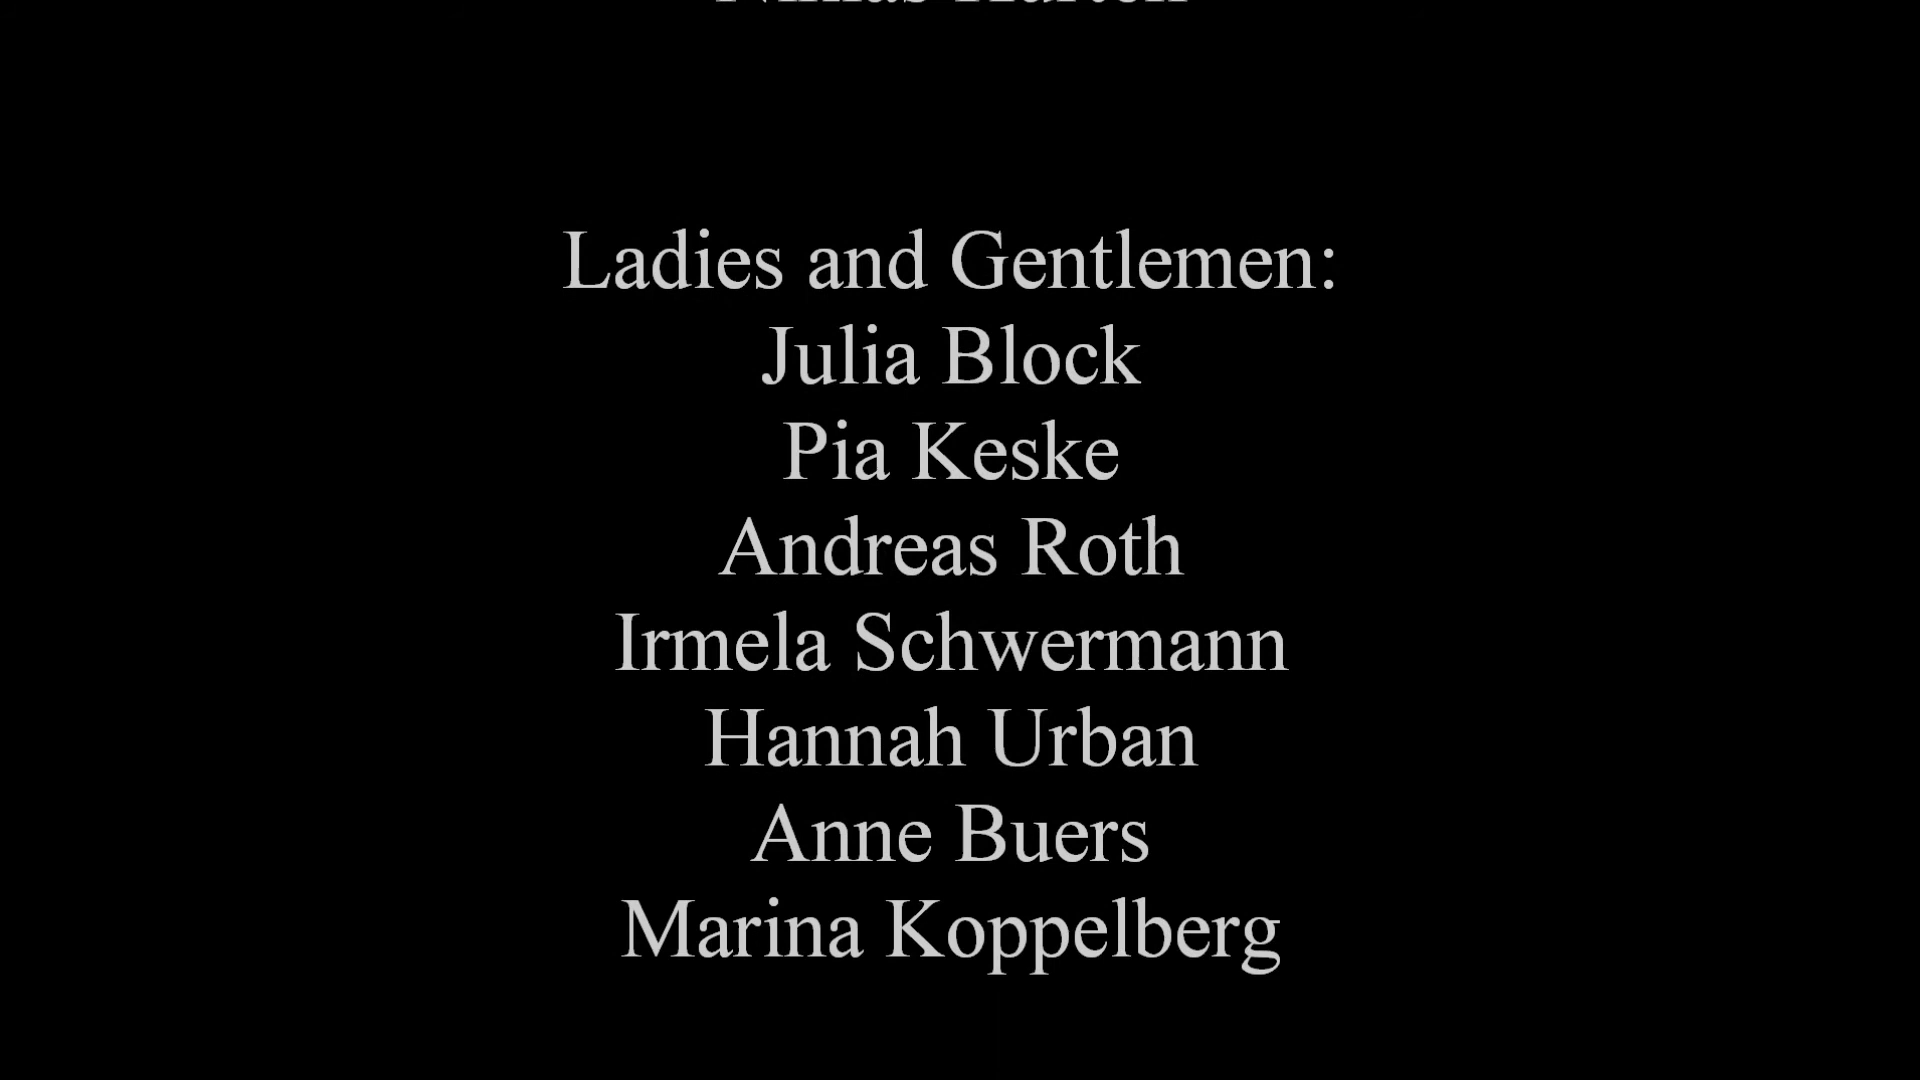 Ladies and Gentlemen:
Julia Block
Pia Keske
Andreas Roth
Irmela Schwermann
Hannah Urban
Anne Buers
Marina Koppelberg